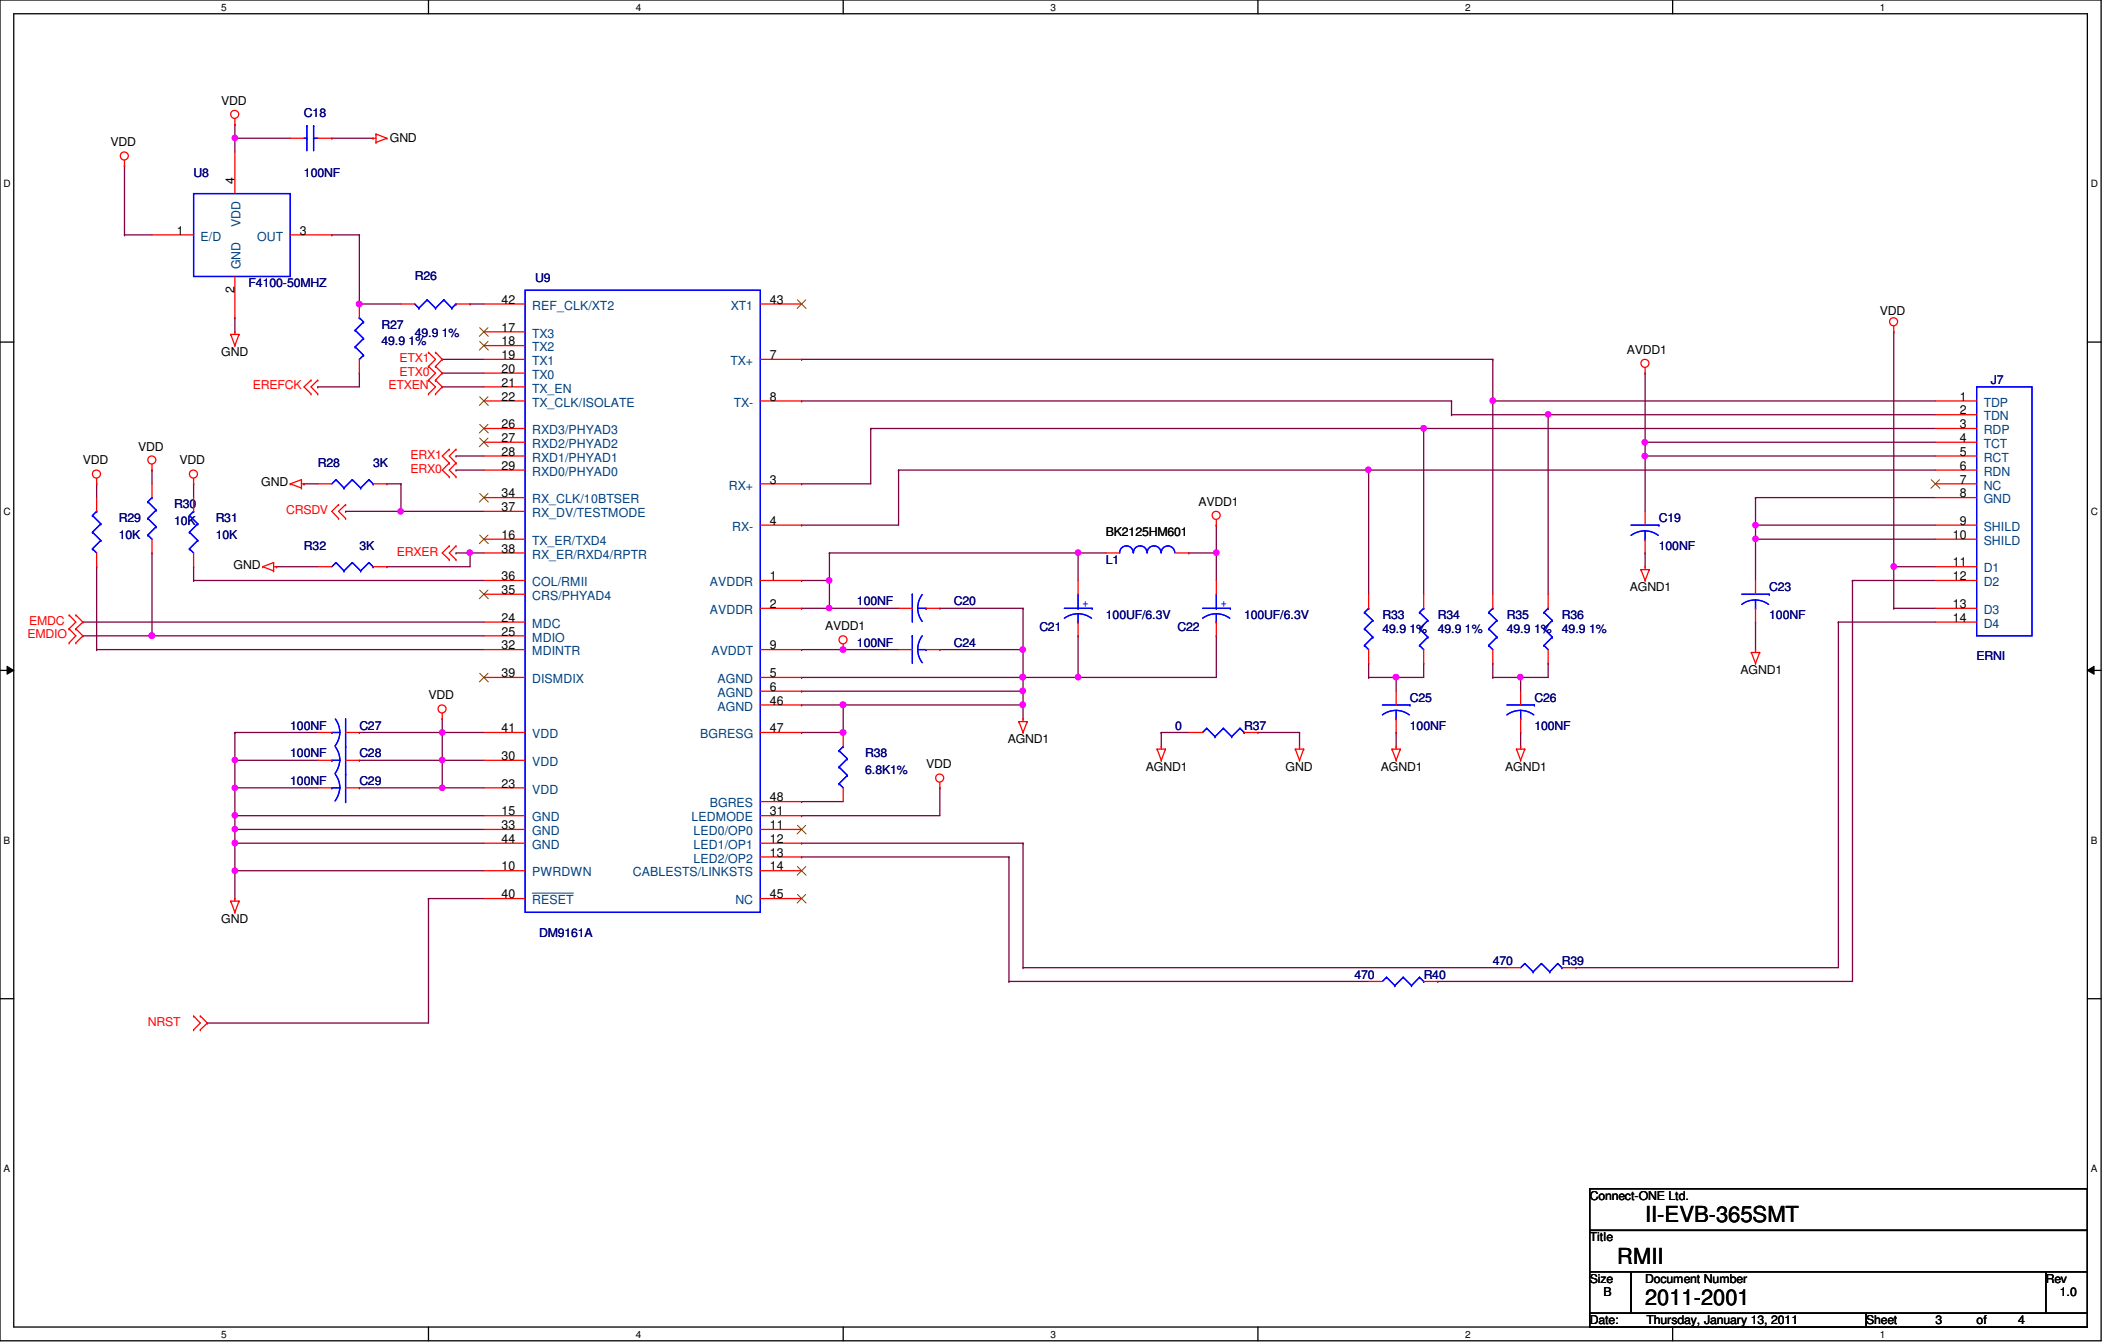 5 4 3 2 1
D D
C C
B B
A A
VDD
C18
GND
100NF
VDD
U8
4
VDD
1 E/D OUT 3
GND
F4100-50MHZ
2
GND
R26
49.9 1%
R27
49.9 1%
EREFCK
ETX1
ETX0
ETXEN
VDD
VDD
VDD
R28 3K
GND
ERX1
ERX0
CRSDV
R29
10K
R30
10K
R31
10K
R32 3K
GND
ERXER
EMDC
EMDIO
VDD
100NF C27
100NF C28
100NF C29
GND
NRST
U9
42 REF_CLK/XT2
17 TX3
18 TX2
19 TX1
20 TX0
21 TX_EN
22 TX_CLK/ISOLATE
26 RXD3/PHYAD3
27 RXD2/PHYAD2
28 RXD1/PHYAD1
29 RXD0/PHYAD0
34 RX_CLK/10BTSER
37 RX_DV/TESTMODE
16 TX_ER/TXD4
38 RX_ER/RXD4/RPTR
36 COL/RMII
35 CRS/PHYAD4
24 MDC
25 MDIO
32 MDINTR
39 DISMDIX
41 VDD
30 VDD
23 VDD
15 GND
33 GND
44 GND
10 PWRDWN
40 RESET
XT1 43
TX+ 7
TX- 8
RX+ 3
RX- 4
AVDDR 1
AVDDR 2
AVDDT 9
AGND 5
AGND 6
AGND 46
BGRESG 47
BGRES 48
LEDMODE 31
LED0/OP0 11
LED1/OP1 12
LED2/OP2 13
CABLESTS/LINKSTS 14
NC 45
DM9161A
100NF C20
AVDD1
100NF C24
AGND1
R38
6.8K1%
VDD
BK2125HM601
L1
AVDD1
+
C21
100UF/6.3V
+
C22
100UF/6.3V
0 R37
AGND1
GND
R33
49.9 1%
R34
49.9 1%
R35
49.9 1%
R36
49.9 1%
C25
100NF
AGND1
C26
100NF
AGND1
470 R39
470 R40
AVDD1
C19
100NF
AGND1
C23
100NF
AGND1
VDD
J7
1 TDP
2 TDN
3 RDP
4 TCT
5 RCT
6 RDN
7 NC
8 GND
9 SHILD
10 SHILD
11 D1
12 D2
13 D3
14 D4
ERNI
Connect-ONE Ltd.
II-EVB-365SMT
Title
RMII
Size
B
Document Number
2011-2001
Rev
1.0
Date: Thursday, January 13, 2011 Sheet 3 of 4
5 4 3 2 1